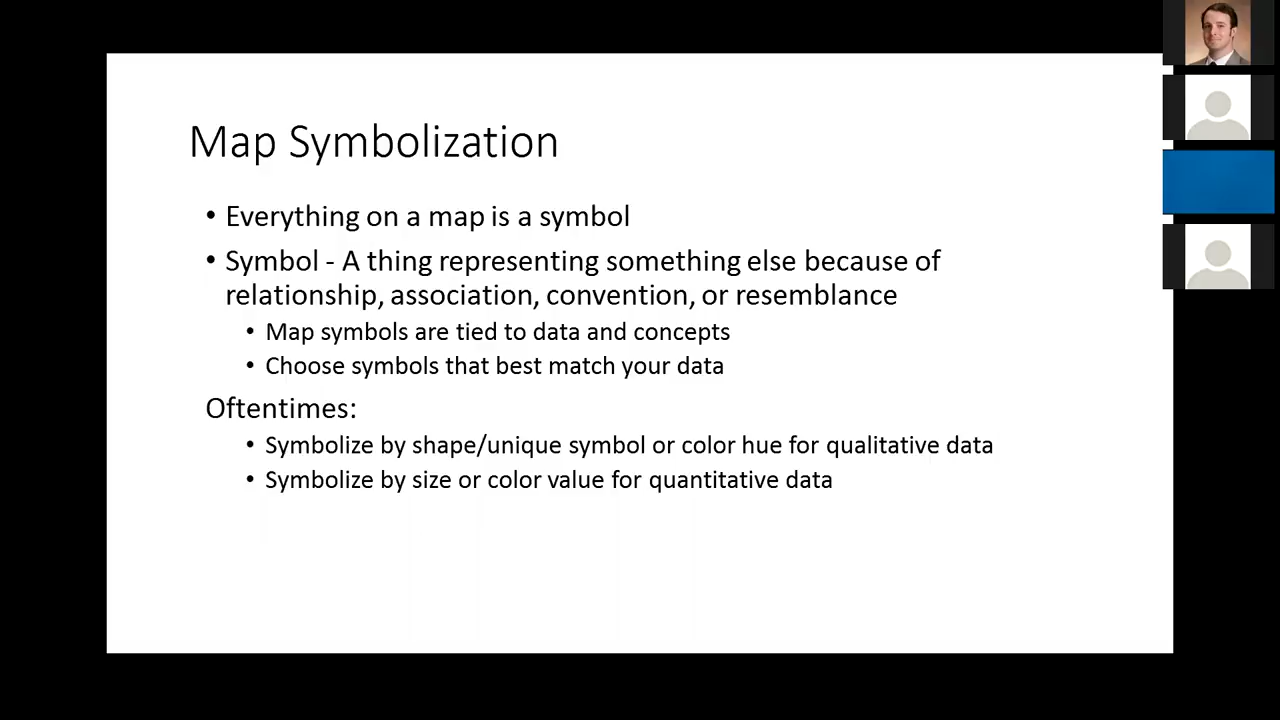 Map Symbolization
• Everything on a map is a symbol
• Symbol - A thing representing something else because of
relationship, association, convention, or resemblance
• Map symbols are tied to data and concepts
• Choose symbols that best match your data
Oftentimes:
• Symbolize by shape/unique symbol or color hue for qualitative data
• Symbolize by size or color value for quantitative data